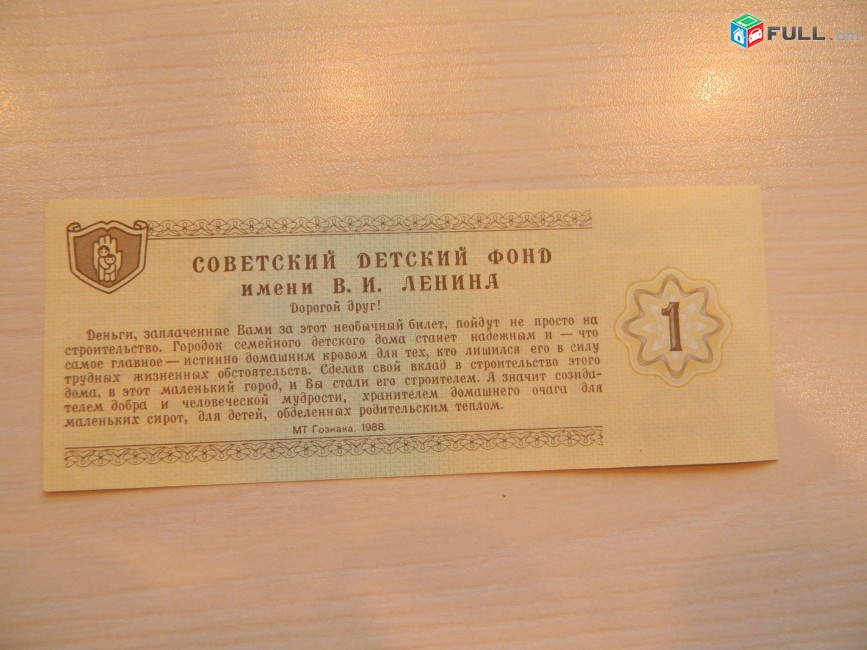 FULL.am
СОВЕТСКИЙ ДЕТСКИЙ ФОНД
имени В. И. ЛЕНИНА
Дорогой друг!
Деньги, заплаченные Вами за этот необычный билет, пойдут не просто на
строительство. Городок семейного детского дома станет надежным и — что
самое главное — истинно домашним кровом для тех, кто лишился его в силу
трудных жизненных обстоятельств. Сделав свой вклад в строительство этого
дома, в этот маленький город, и Вы стали его строителем. А значит созида-
телем добра и человеческой мудрости, хранителем домашнего очага для
маленьких сирот, для детей, обделенных родительским теплом.
МТ Гознака. 1988.
1